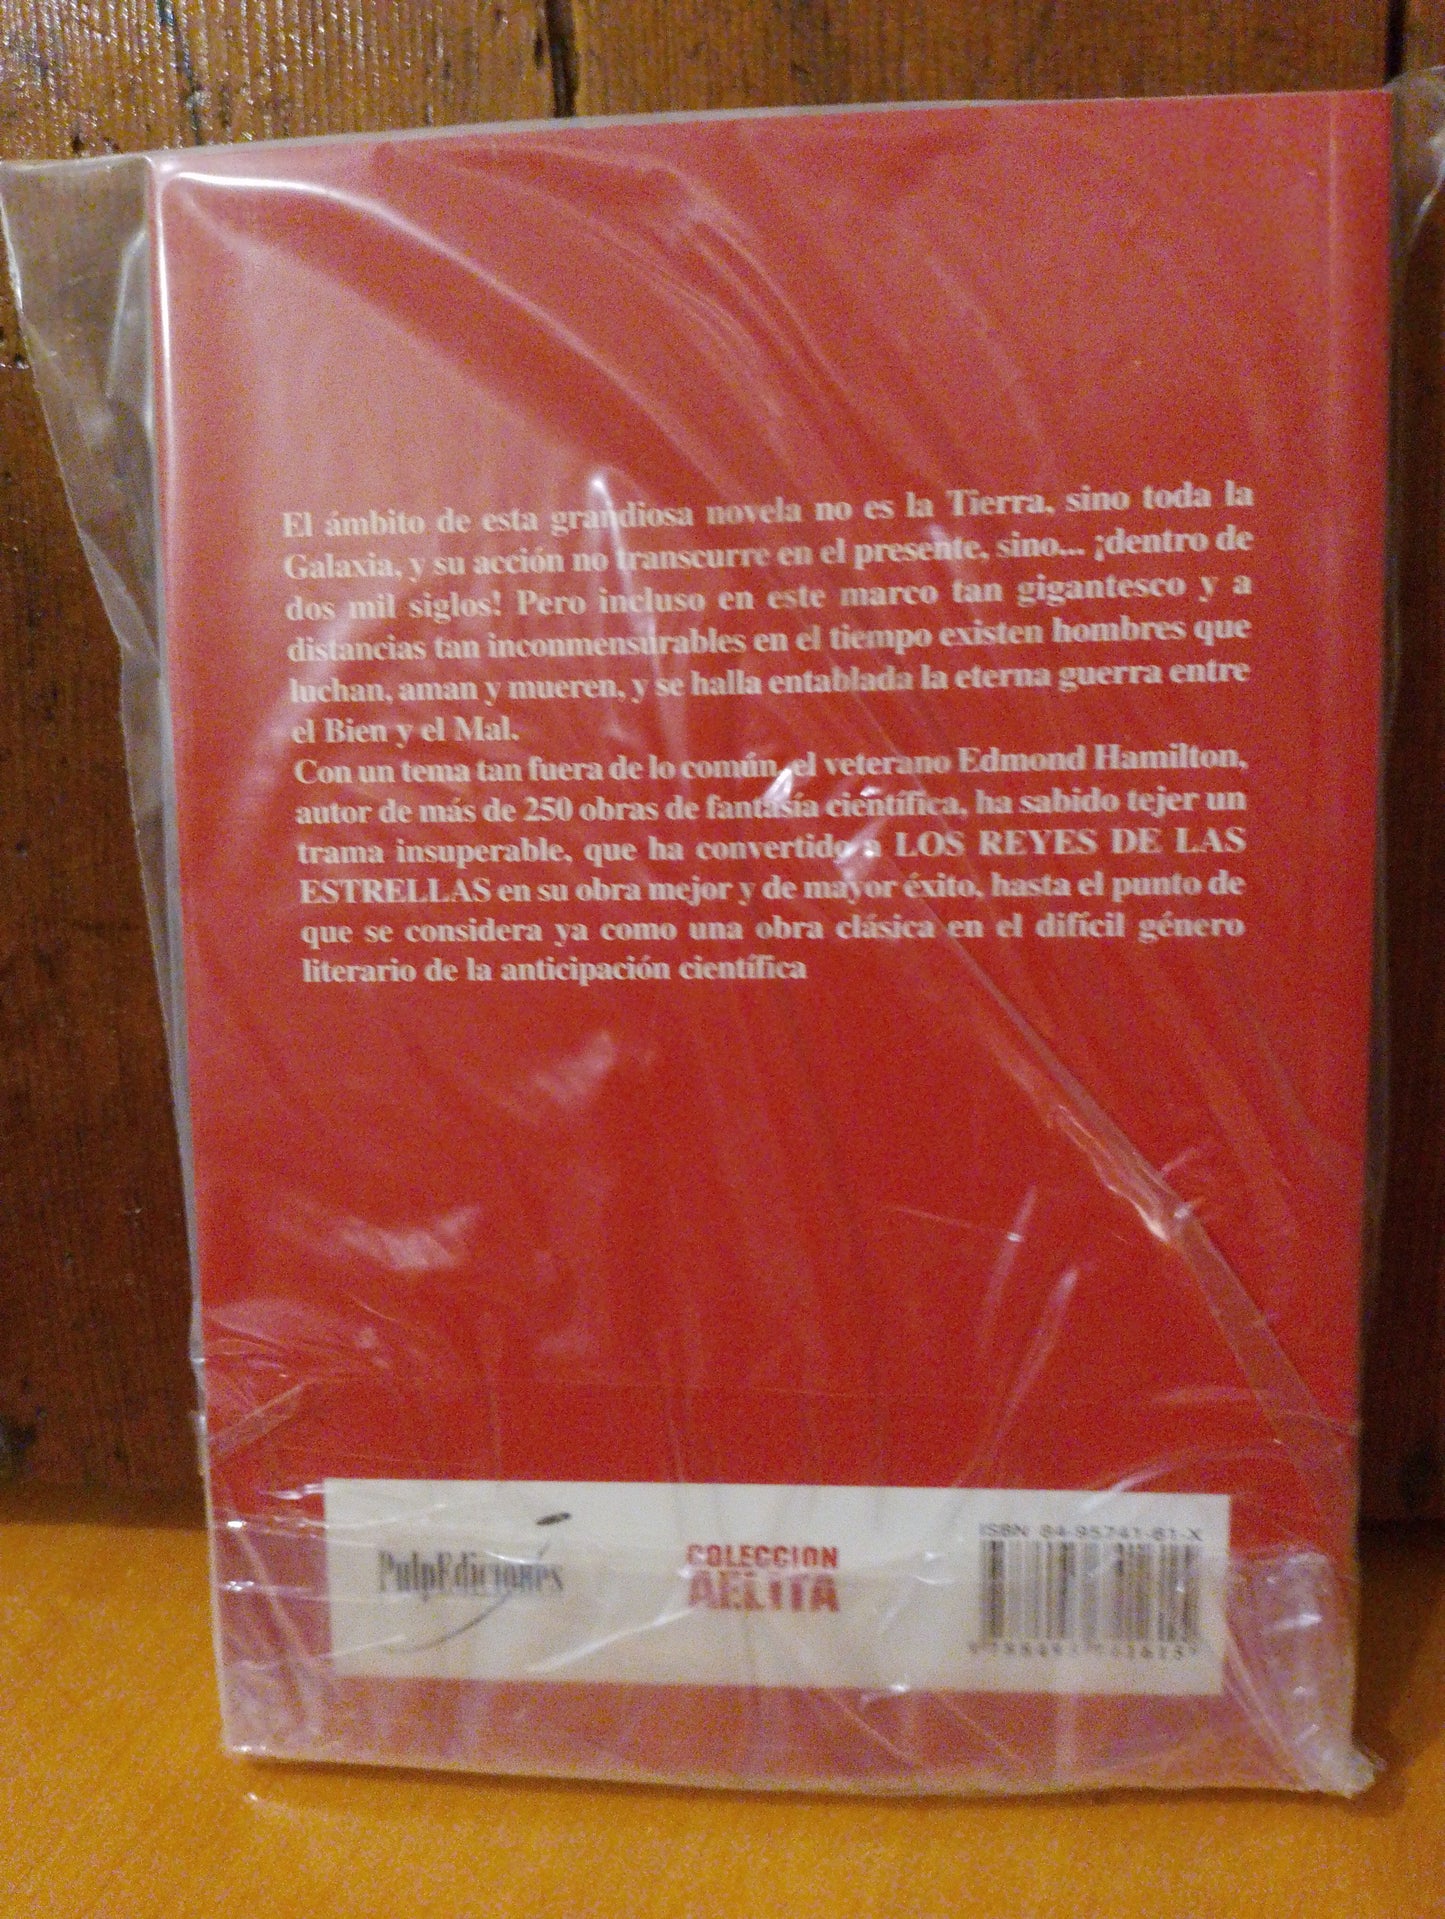 El ámbito de esta grandiosa novela no es la Tierra, sino toda la
Galaxia, y su acción no transcurre en el presente, sino... ¡dentro de
dos mil siglos! Pero incluso en este marco tan gigantesco y a
distancias tan inconmensurables en el tiempo existen hombres que
luchan, aman y mueren, y se halla entablada la eterna guerra entre
el Bien y el Mal.
Con un tema tan fuera de lo común, el veterano Edmond Hamilton,
autor de más de 250 obras de fantasía científica, ha sabido tejer un
trama insuperable, que ha convertido a LOS REYES DE LAS
ESTRELLAS en su obra mejor y de mayor éxito, hasta el punto de
que se considera ya como una obra clásica en el difícil género
literario de la anticipación científica
PulpEdiciones
COLECCION
AELITA
ISBN 84-95741-61-X